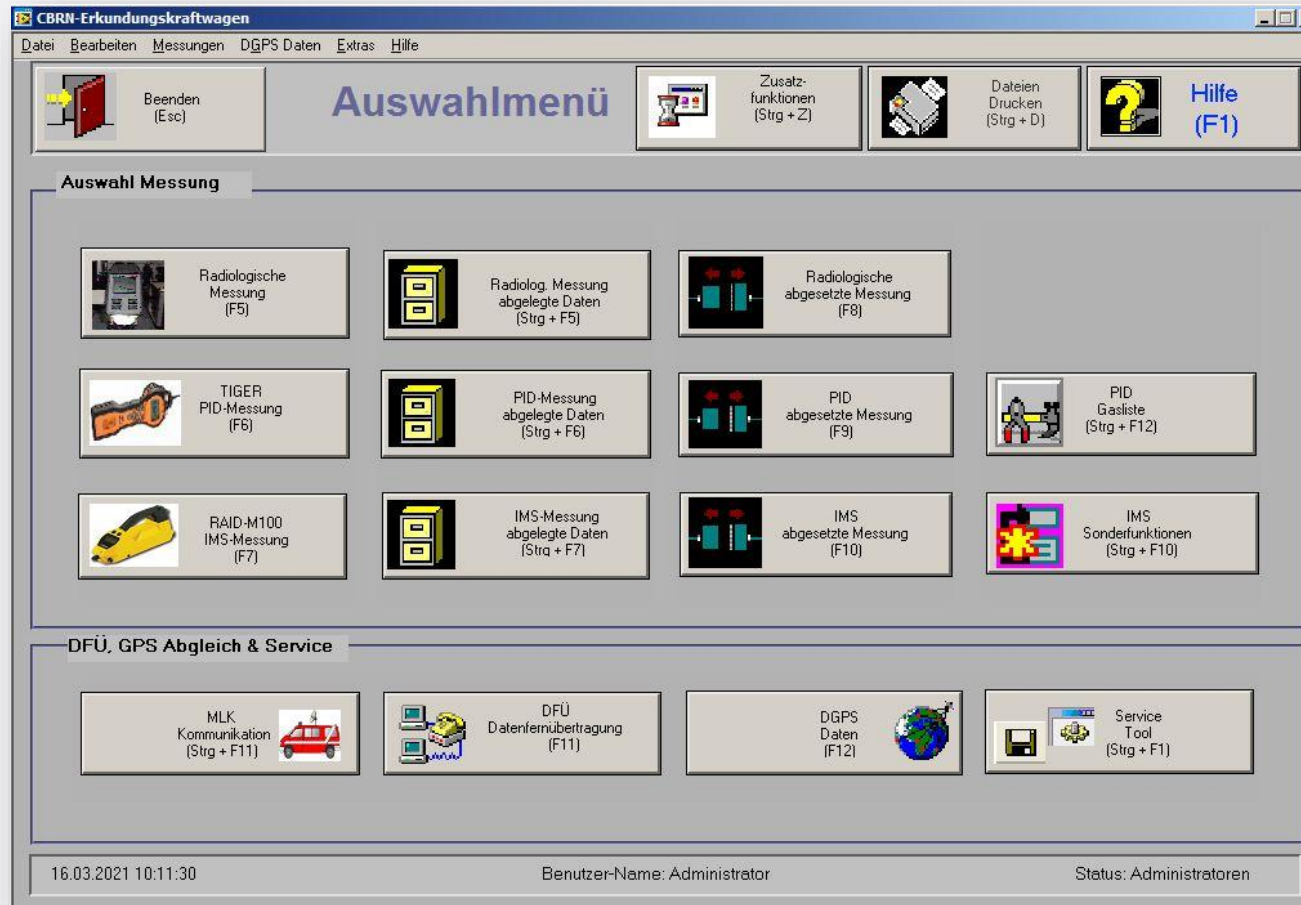 CBRN-Erkundungskraftwagen
Datei Bearbeiten Messungen DGPS Daten Extras Hilfe
Beenden
(Esc)
Auswahlmenü
Zusatz-
funktionen
(Strg + Z)
Dateien
Drucken
(Strg + D)
Hilfe
(F1)
Auswahl Messung
Radiologische
Messung
(F5)
Radiolog. Messung
abgelegte Daten
(Strg + F5)
Radiologische
abgesetzte Messung
(F8)
TIGER
PID-Messung
(F6)
PID-Messung
abgelegte Daten
(Strg + F6)
PID
abgesetzte Messung
(F9)
PID
Gasliste
(Strg + F12)
RAID-M100
IMS-Messung
(F7)
IMS-Messung
abgelegte Daten
(Strg + F7)
IMS
abgesetzte Messung
(F10)
IMS
Sonderfunktionen
(Strg + F10)
DFÜ, GPS Abgleich & Service
MLK
Kommunikation
(Strg + F11)
DFÜ
Datenfernübertragung
(F11)
DGPS
Daten
(F12)
Service
Tool
(Strg + F1)
16.03.2021 10:11:30 Benutzer-Name: Administrator Status: Administratoren